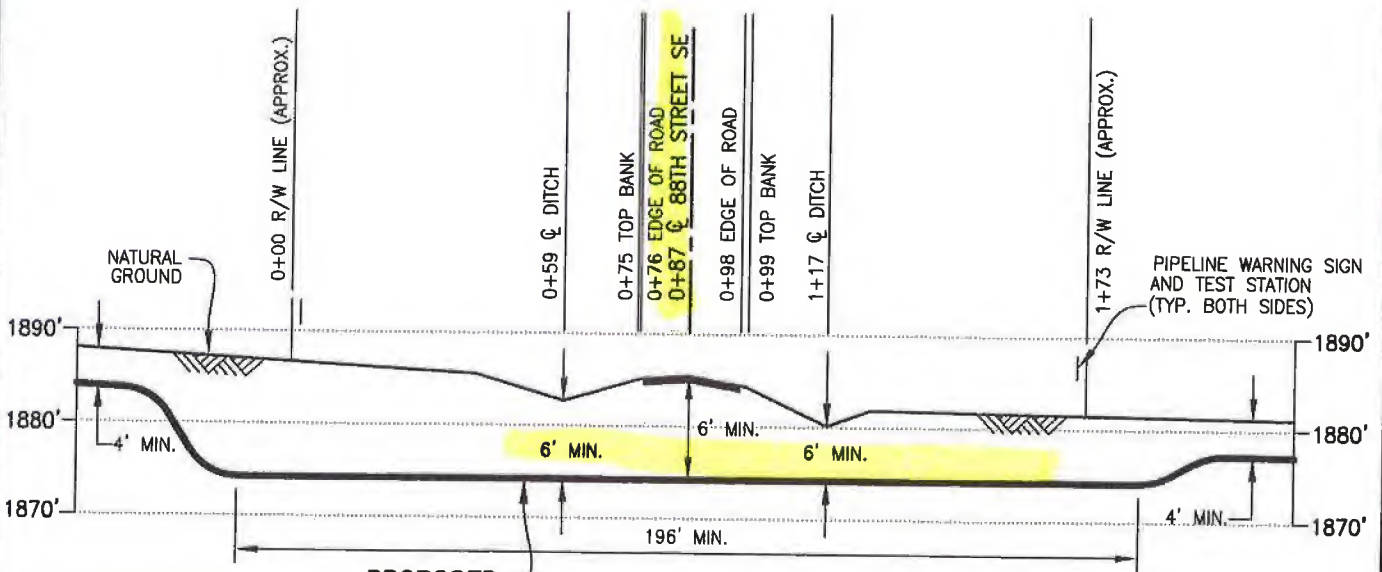 0+00 R/W LINE (APPROX.)
0+59 ℄ DITCH
0+75 TOP BANK
0+76 EDGE OF ROAD
0+87 ℄ 88TH STREET SE
0+98 EDGE OF ROAD
0+99 TOP BANK
1+17 ℄ DITCH
1+73 R/W LINE (APPROX.)
NATURAL
GROUND
PIPELINE WARNING SIGN
AND TEST STATION
(TYP. BOTH SIDES)
1890'
1890'
1880'
1880'
4' MIN.
6' MIN.
6' MIN.
6' MIN.
1870'
1870'
4' MIN.
196' MIN.
PROPOSED